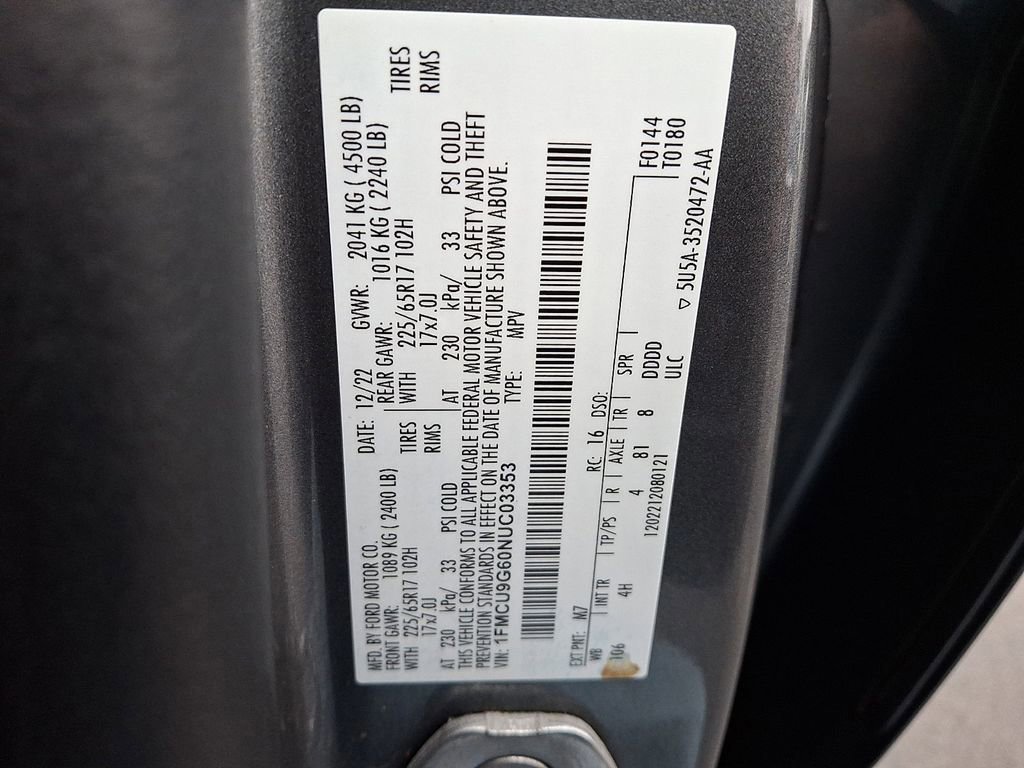 MFD. BY FORD MOTOR CO. DATE: 12/22 GVWR: 2041 KG ( 4500 LB)
FRONT GAWR: 1089 KG ( 2400 LB) REAR GAWR: 1016 KG ( 2240 LB)
WITH 225/65R17 102H TIRES WITH 225/65R17 102H TIRES
17x7.0J RIMS 17x7.0J RIMS
AT 230 kPa/ 33 PSI COLD AT 230 kPa/ 33 PSI COLD
THIS VEHICLE CONFORMS TO ALL APPLICABLE FEDERAL MOTOR VEHICLE SAFETY AND THEFT
PREVENTION STANDARDS IN EFFECT ON THE DATE OF MANUFACTURE SHOWN ABOVE.
VIN: 1FMCU9G60NUC03353 TYPE: MPV
EXT PNT: N7 RC: 16 DSO: F0144
WB INT TR TP/PS R AXLE TR SPR T0180
106 4H 4 81 8 DDDD
1202212080121 ULC ▽ 5U5A-3520472-AA